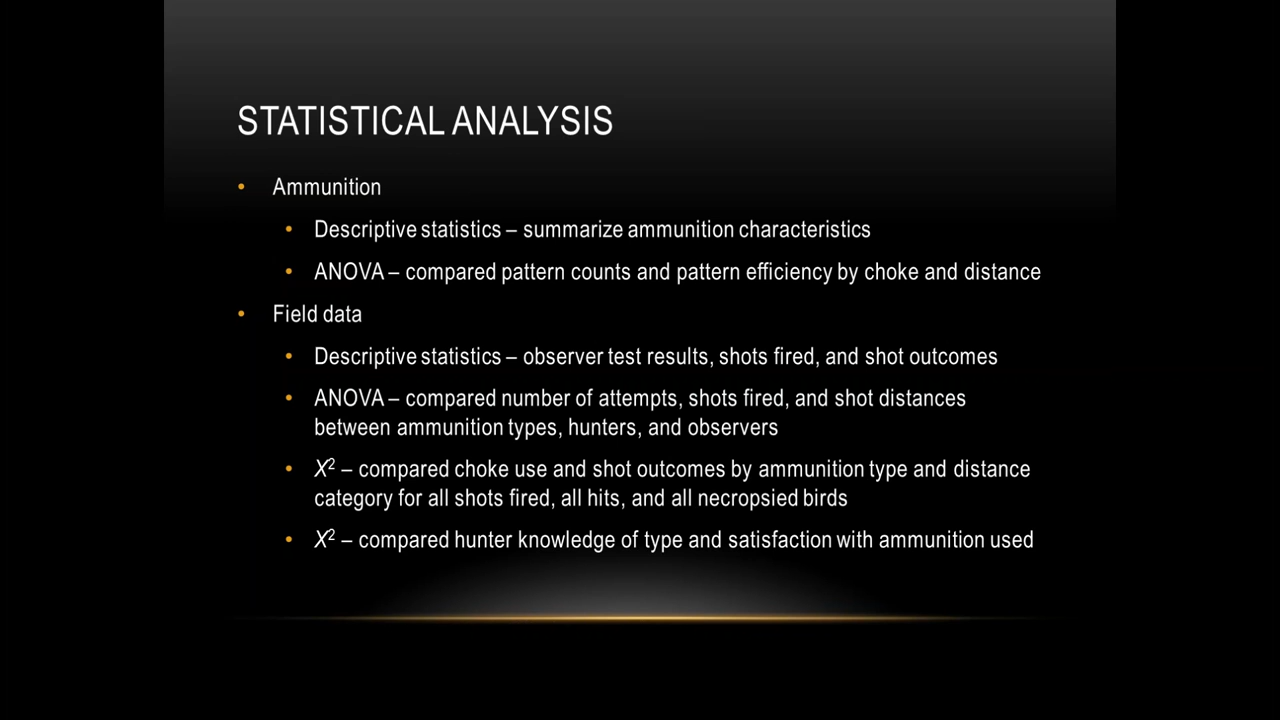 STATISTICAL ANALYSIS
• Ammunition
• Descriptive statistics – summarize ammunition characteristics
• ANOVA – compared pattern counts and pattern efficiency by choke and distance
• Field data
• Descriptive statistics – observer test results, shots fired, and shot outcomes
• ANOVA – compared number of attempts, shots fired, and shot distances
between ammunition types, hunters, and observers
• X² – compared choke use and shot outcomes by ammunition type and distance
category for all shots fired, all hits, and all necropsied birds
• X² – compared hunter knowledge of type and satisfaction with ammunition used